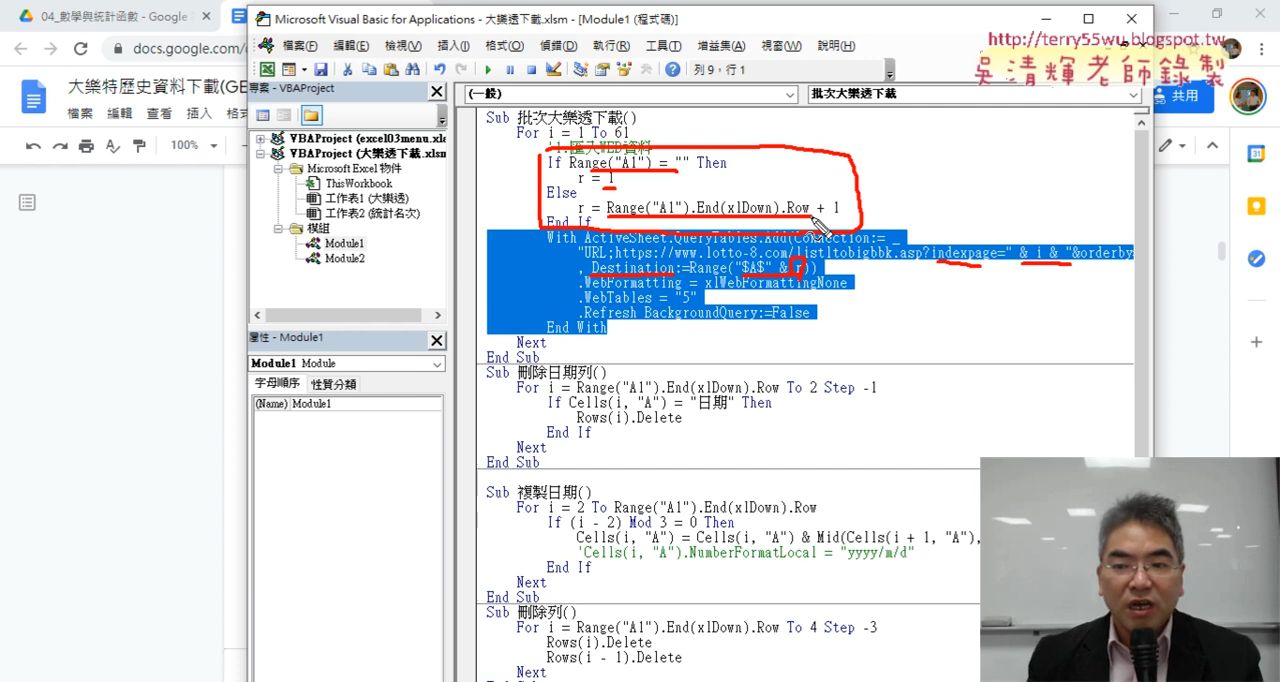 04_數學與統計函數 - Google
docs.google.com/
大樂特歷史資料下載(GE
檔案 編輯 查看 插入 格式
100%
共用
http://terry55wu.blogspot.tw
吳清輝老師錄製
Microsoft Visual Basic for Applications - 大樂透下載.xlsm - [Module1 (程式碼)]
檔案(F) 編輯(E) 檢視(V) 插入(I) 格式(O) 偵錯(D) 執行(R) 工具(T) 增益集(A) 視窗(W) 說明(H)
列 9，行 1
專案 - VBAProject
VBAProject (excel03menu.xla
VBAProject (大樂透下載.xlsm
Microsoft Excel 物件
ThisWorkbook
工作表1 (大樂透)
工作表2 (統計名次)
模組
Module1
Module2
屬性 - Module1
Module1 Module
字母順序 性質分類
(Name) Module1
(一般) 批次大樂透下載
Sub 批次大樂透下載()
For i = 1 To 61
'1.匯入WEB資料
If Range("A1") = "" Then
r = 1
Else
r = Range("A1").End(xlDown).Row + 1
End If
With ActiveSheet.QueryTables.Add(Connection:= _
"URL;https://www.lotto-8.com/listltobigbbk.asp?indexpage=" & i & "&orderby
, Destination:=Range("$A$" & r))
.WebFormatting = xlWebFormattingNone
.WebTables = "5"
.Refresh BackgroundQuery:=False
End With
Next
End Sub
Sub 刪除日期列()
For i = Range("A1").End(xlDown).Row To 2 Step -1
If Cells(i, "A") = "日期" Then
Rows(i).Delete
End If
Next
End Sub
Sub 複製日期()
For i = 2 To Range("A1").End(xlDown).Row
If (i - 2) Mod 3 = 0 Then
Cells(i, "A") = Cells(i, "A") & Mid(Cells(i + 1, "A"),
'Cells(i, "A").NumberFormatLocal = "yyyy/m/d"
End If
Next
End Sub
Sub 刪除列()
For i = Range("A1").End(xlDown).Row To 4 Step -3
Rows(i).Delete
Rows(i - 1).Delete
Next